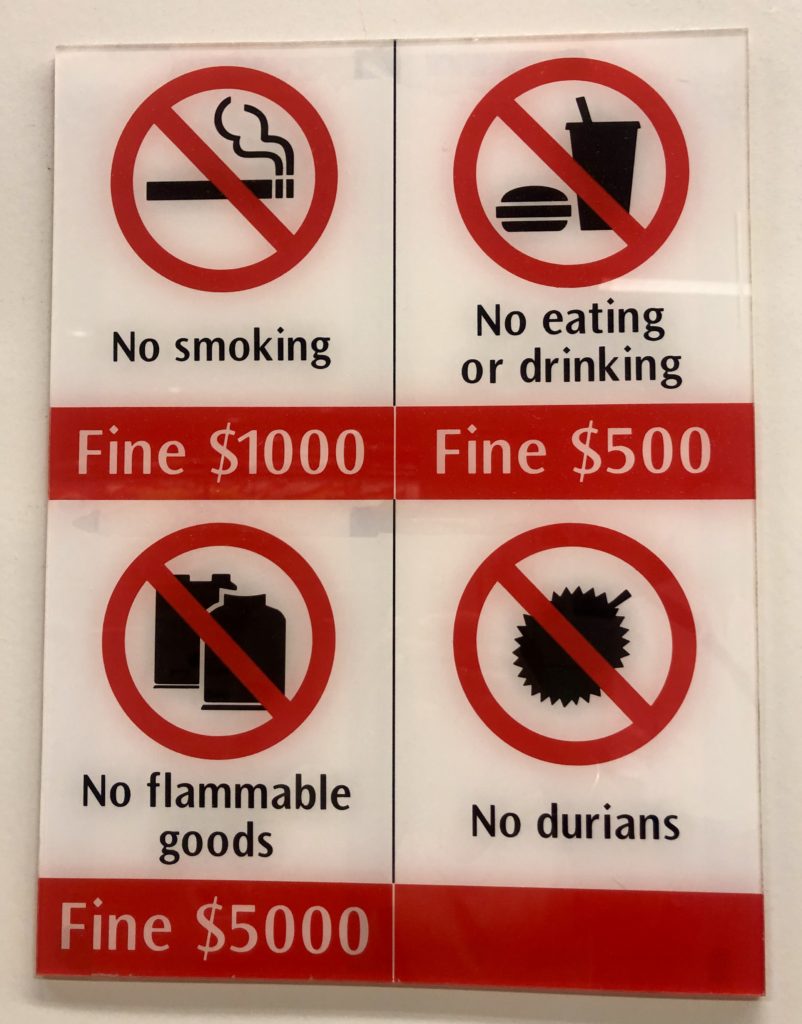 No smoking
Fine $1000
No eating
or drinking
Fine $500
No flammable
goods
Fine $5000
No durians